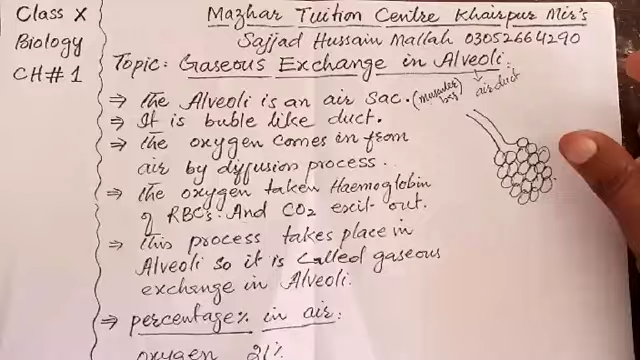 Class X
Biology
CH# 1
Mazhar Tuition Centre Khairpur Mir's
Sajjad Hussain Mallah 03052664290
Topic: Gaseous Exchange in Alveoli.
⇒ The Alveoli is an air Sac. (Musculer bag) → air duct
⇒ It is buble like duct.
⇒ The oxygen comes in from
air by diffusion process.
⇒ The oxygen taken Haemoglobin
of RBC's. And CO2 exit out.
⇒ This process takes place in
Alveoli so it is called gaseous
exchange in Alveoli.
⇒ percentage% in air:
oxygen 21%